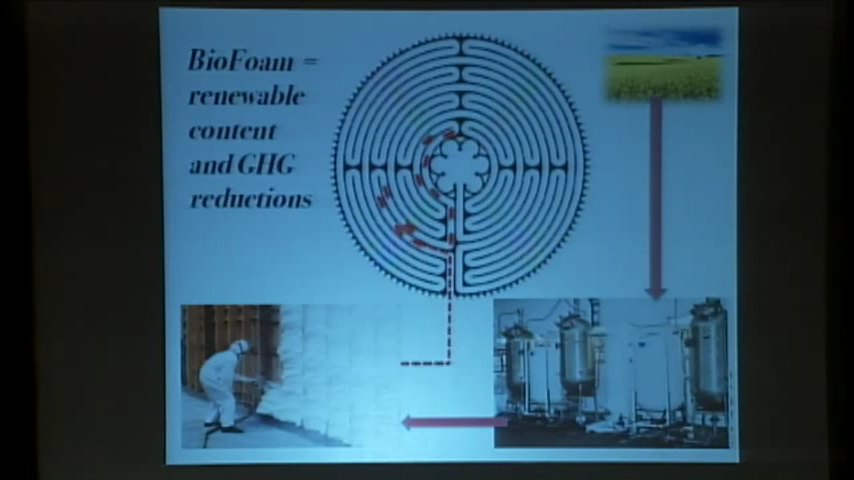 BioFoam =
renewable
content
and GHG
reductions